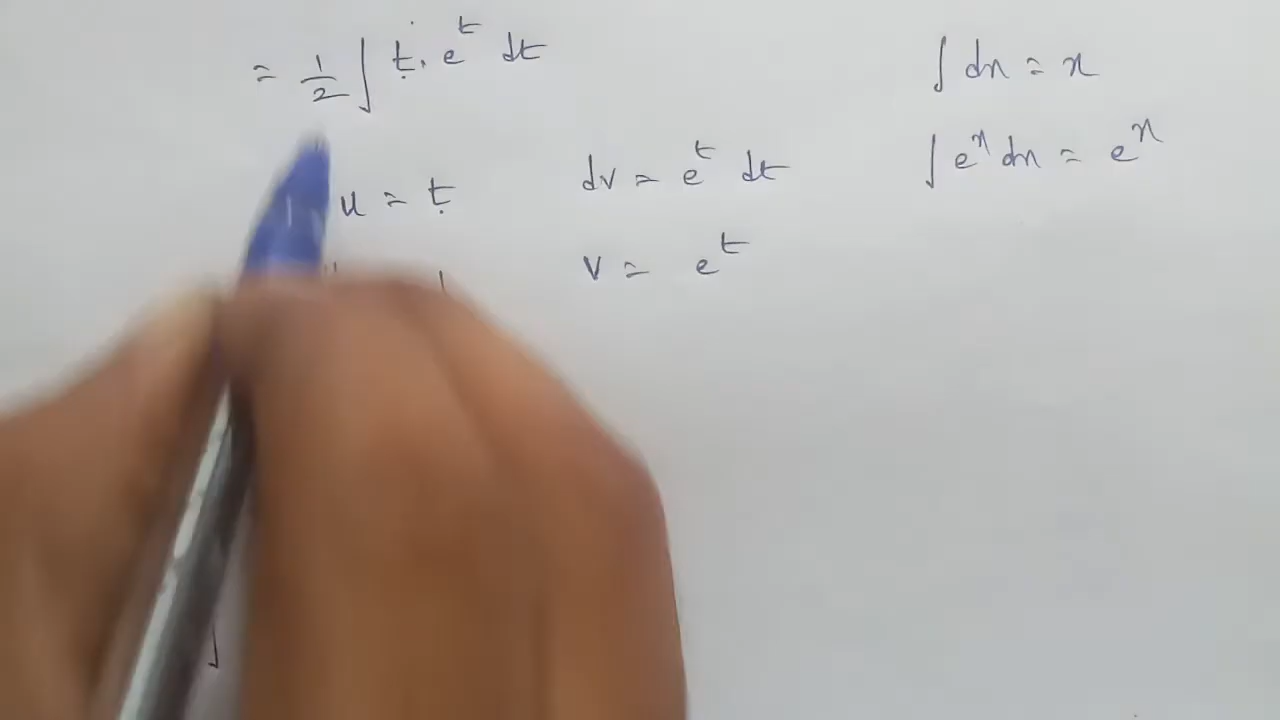 = 1/2 ∫ t. e^t dt
u = t
dv = e^t dt
v = e^t
∫ dx = x
∫ e^x dx = e^x